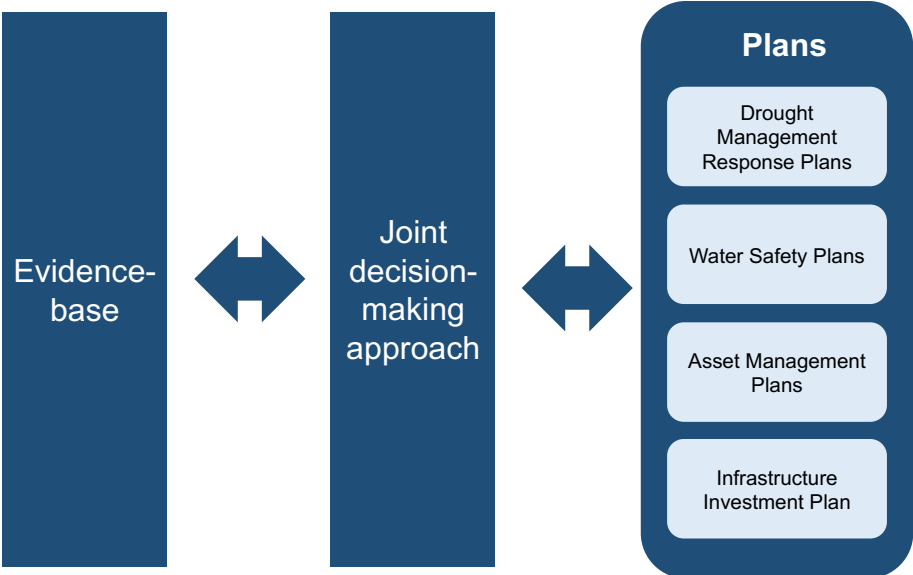 Evidence-
base
Joint
decision-
making
approach
Plans
Drought
Management
Response Plans
Water Safety Plans
Asset Management
Plans
Infrastructure
Investment Plan